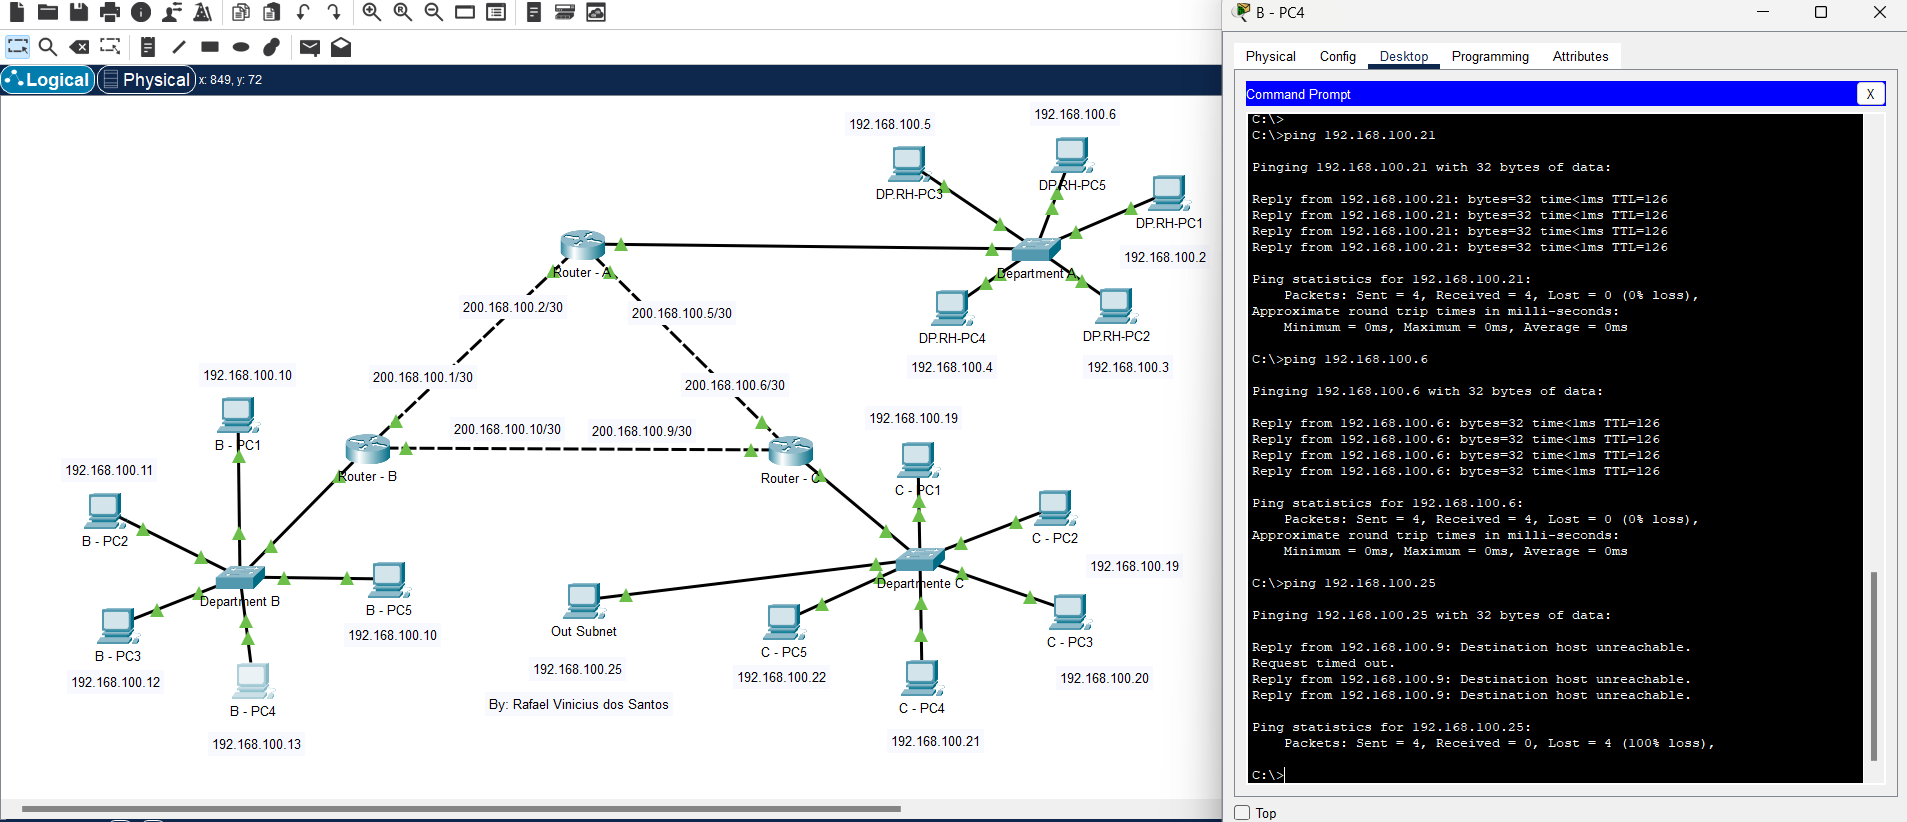 Logical
Physical
x: 849, y: 72
192.168.100.5
192.168.100.6
DP.RH-PC3
DP.RH-PC5
DP.RH-PC1
192.168.100.2
Router - A
Department A
200.168.100.2/30
200.168.100.5/30
DP.RH-PC4
DP.RH-PC2
192.168.100.4
192.168.100.3
192.168.100.10
200.168.100.1/30
200.168.100.6/30
192.168.100.19
B - PC1
200.168.100.10/30
200.168.100.9/30
192.168.100.11
Router - B
Router - C
C - PC1
B - PC2
C - PC2
192.168.100.19
Departmente C
Department B
B - PC5
192.168.100.10
Out Subnet
C - PC3
C - PC5
B - PC3
192.168.100.12
192.168.100.25
192.168.100.22
192.168.100.20
By: Rafael Vinicius dos Santos
B - PC4
C - PC4
192.168.100.13
192.168.100.21
B - PC4
Physical
Config
Desktop
Programming
Attributes
Command Prompt
X
C:\>
C:\>ping 192.168.100.21
Pinging 192.168.100.21 with 32 bytes of data:
Reply from 192.168.100.21: bytes=32 time<1ms TTL=126
Reply from 192.168.100.21: bytes=32 time<1ms TTL=126
Reply from 192.168.100.21: bytes=32 time<1ms TTL=126
Reply from 192.168.100.21: bytes=32 time<1ms TTL=126
Ping statistics for 192.168.100.21:
Packets: Sent = 4, Received = 4, Lost = 0 (0% loss),
Approximate round trip times in milli-seconds:
Minimum = 0ms, Maximum = 0ms, Average = 0ms
C:\>ping 192.168.100.6
Pinging 192.168.100.6 with 32 bytes of data:
Reply from 192.168.100.6: bytes=32 time<1ms TTL=126
Reply from 192.168.100.6: bytes=32 time<1ms TTL=126
Reply from 192.168.100.6: bytes=32 time<1ms TTL=126
Reply from 192.168.100.6: bytes=32 time<1ms TTL=126
Ping statistics for 192.168.100.6:
Packets: Sent = 4, Received = 4, Lost = 0 (0% loss),
Approximate round trip times in milli-seconds:
Minimum = 0ms, Maximum = 0ms, Average = 0ms
C:\>ping 192.168.100.25
Pinging 192.168.100.25 with 32 bytes of data:
Reply from 192.168.100.9: Destination host unreachable.
Request timed out.
Reply from 192.168.100.9: Destination host unreachable.
Reply from 192.168.100.9: Destination host unreachable.
Ping statistics for 192.168.100.25:
Packets: Sent = 4, Received = 0, Lost = 4 (100% loss),
C:\>
Top